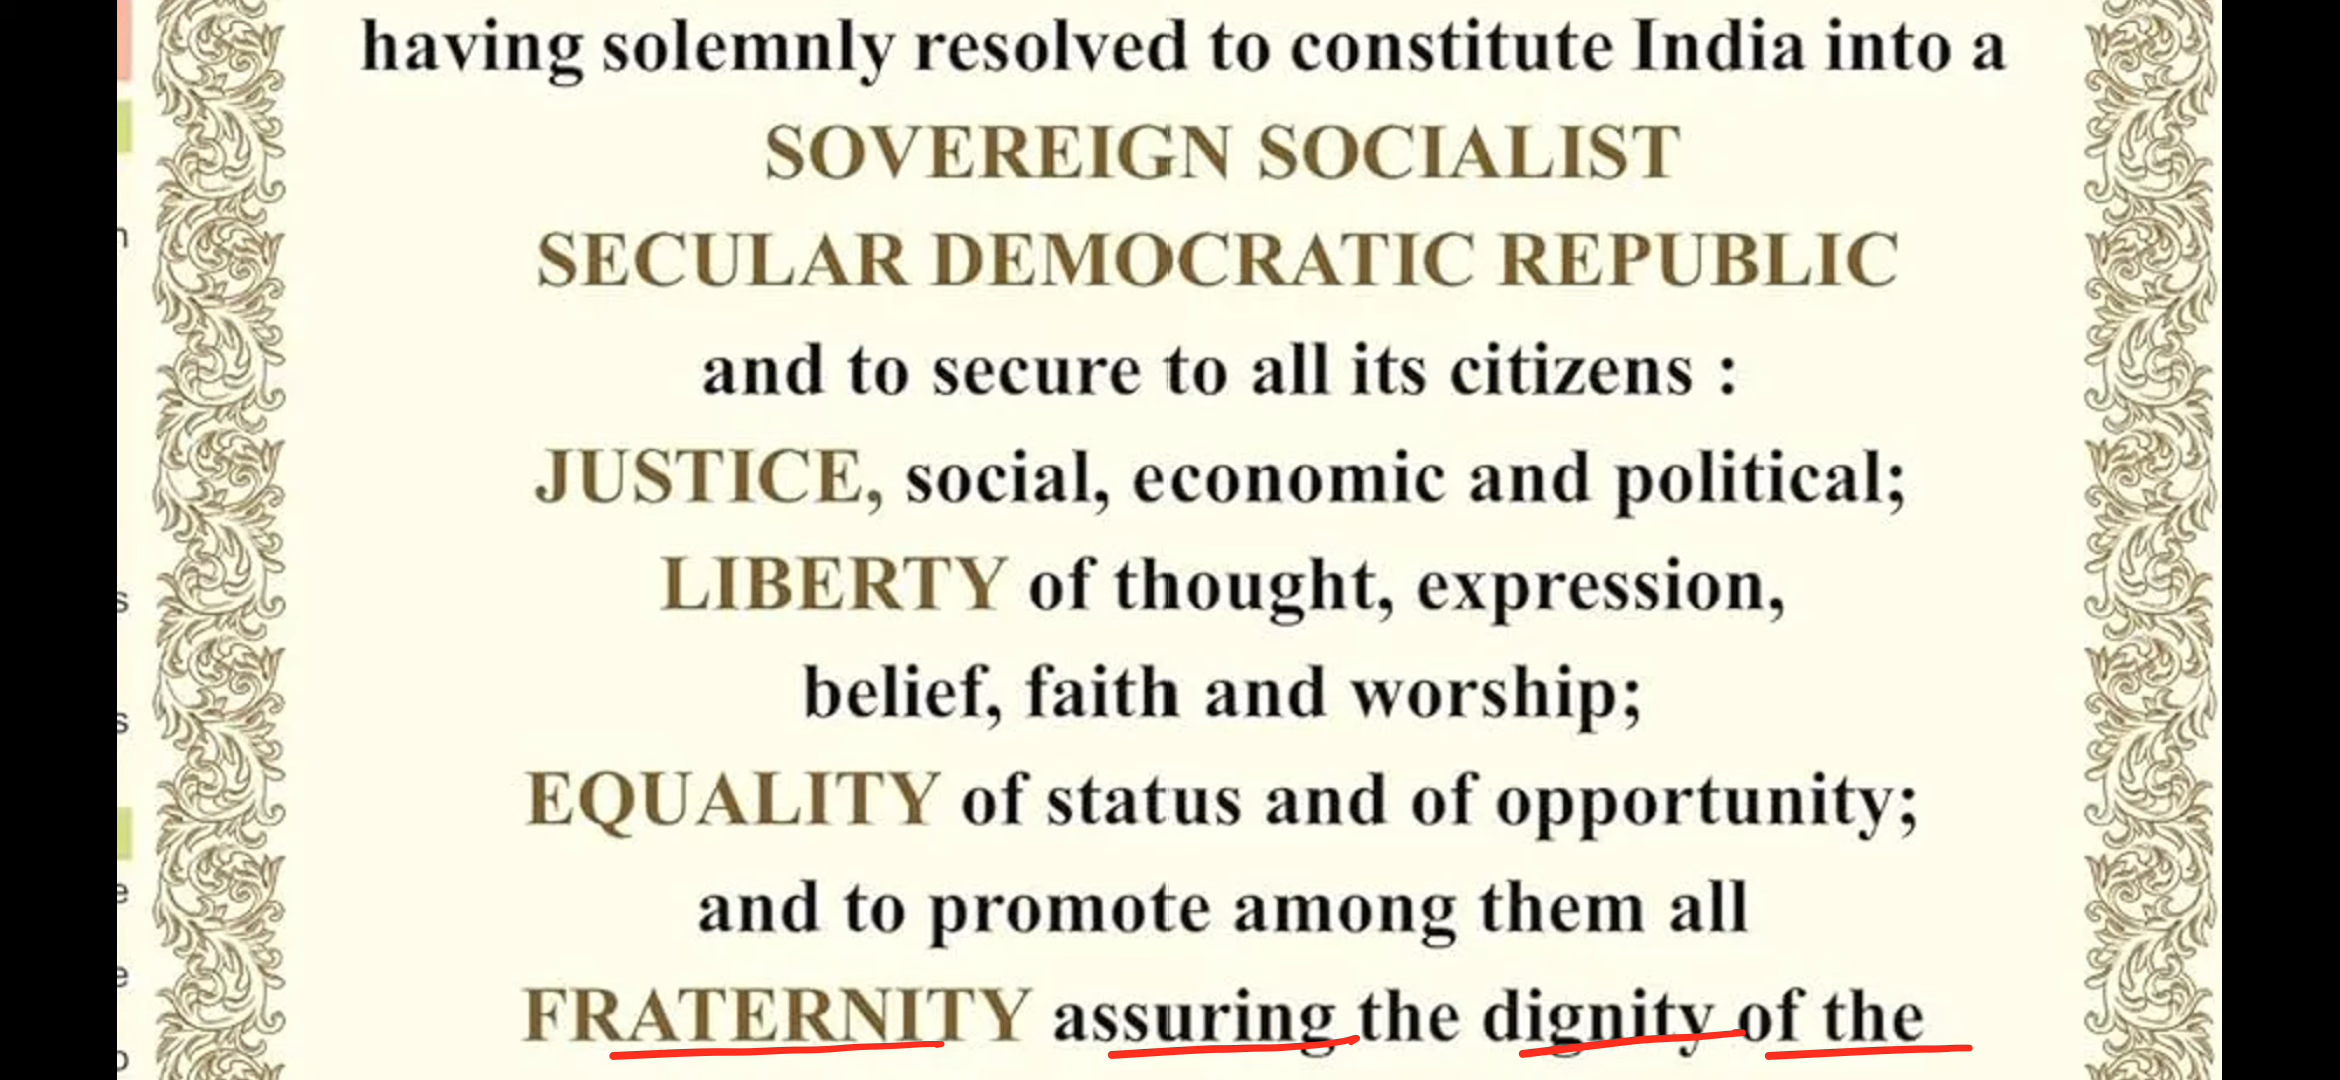 having solemnly resolved to constitute India into a
SOVEREIGN SOCIALIST
SECULAR DEMOCRATIC REPUBLIC
and to secure to all its citizens :
JUSTICE, social, economic and political;
LIBERTY of thought, expression,
belief, faith and worship;
EQUALITY of status and of opportunity;
and to promote among them all
FRATERNITY assuring the dignity of the